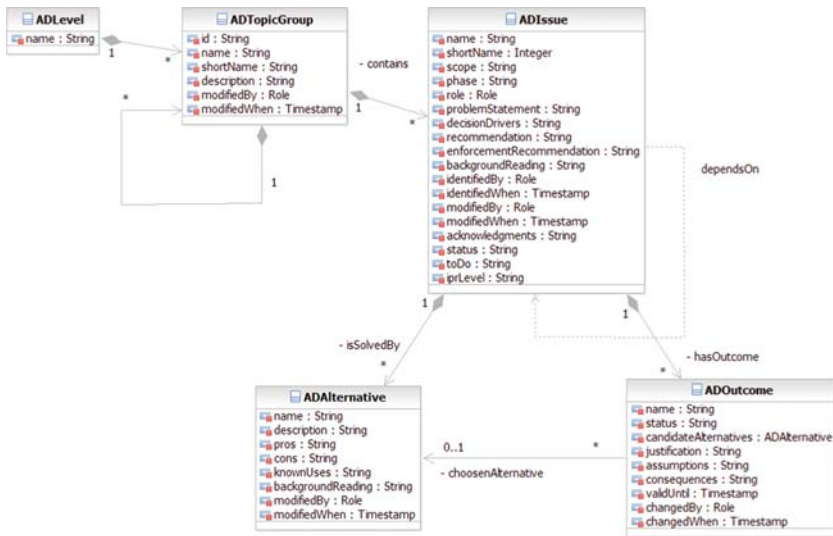 ADLevel
name : String
1
*
ADTopicGroup
id : String
name : String
shortName : String
description : String
modifiedBy : Role
modifiedWhen : Timestamp
*
1
- contains
1
*
ADIssue
name : String
shortName : Integer
scope : String
phase : String
role : Role
problemStatement : String
decisionDrivers : String
recommendation : String
enforcementRecommendation : String
backgroundReading : String
identifiedBy : Role
identifiedWhen : Timestamp
modifiedBy : Role
modifiedWhen : Timestamp
acknowledgments : String
status : String
toDo : String
iprLevel : String
dependsOn
1
- isSolvedBy
*
1
- hasOutcome
*
ADAlternative
name : String
description : String
pros : String
cons : String
knownUses : String
backgroundReading : String
modifiedBy : Role
modifiedWhen : Timestamp
0..1
*
- choosenAlternative
ADOutcome
name : String
status : String
candidateAlternatives : ADAlternative
justification : String
assumptions : String
consequences : String
validUntil : Timestamp
changedBy : Role
changedWhen : Timestamp